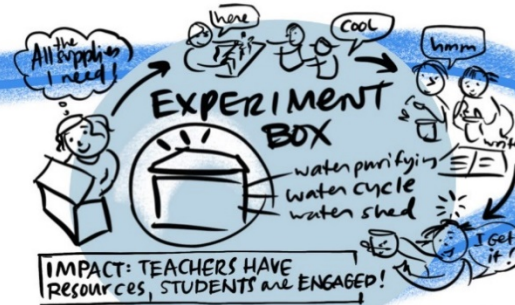 All the supplies I need!
here
Cool
hmm
EXPERIMENT
BOX
water purifying
water cycle
water shed
write
I Get it!
IMPACT: TEACHERS HAVE
Resources, STUDENTS are ENGAGED!